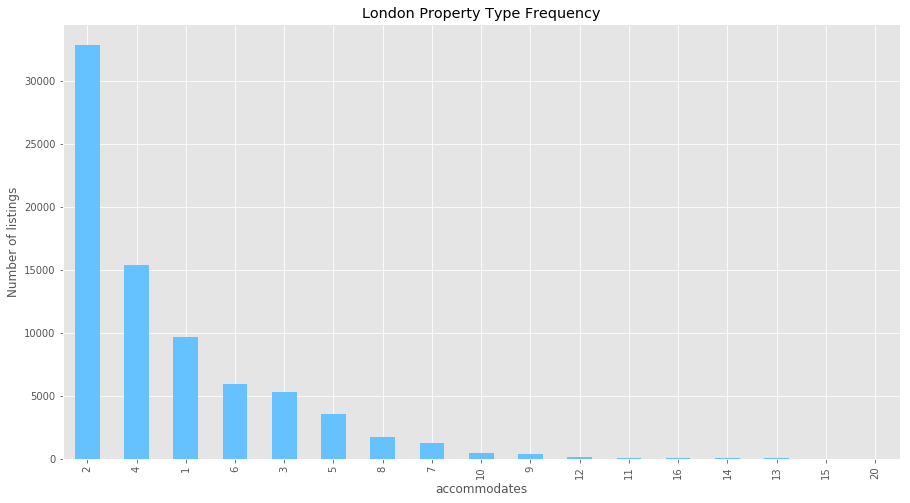 London Property Type Frequency
Number of listings
30000
25000
20000
15000
10000
5000
0
2 4 1 6 3 5 8 7 10 9 12 11 16 14 13 15 20
accommodates